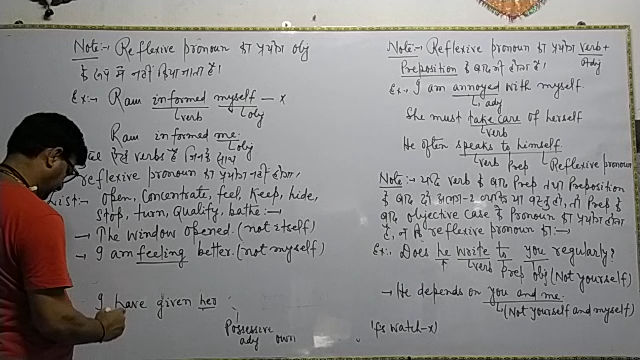 Note:- Reflexive pronoun का प्रयोग obj
के रूप में नहीं किया जाता है।
Ex:- Ram informed myself — x
verb obj
Ram informed me.
verb obj
ऐसे verbs हैं जिनके साथ
reflexive pronoun का प्रयोग नहीं होता।
List:- Open, Concentrate, feel, Keep, hide,
Stop, turn, Qualify, bathe:→
→ The window opened. (not itself)
→ I am feeling better. (not myself)
I have given her
Possessive
adj own
Note:- Reflexive pronoun का प्रयोग verb+
Adj
Preposition के बाद भी होता है।
Ex:- I am annoyed with myself.
adj
She must take care of herself
verb
He often speaks to himself.
verb Prep Reflexive pronoun
Note:- यदि verb के बाद Prep तथा Preposition
के बाद दो अलग-2 व्यक्ति या वस्तु हो, तो Prep के
बाद objective case के Pronoun का प्रयोग होता
है, न कि reflexive pronoun का:→
Ex:- Does he write to you regularly?
verb Prep obj (Not yourself)
→ He depends on you and me.
(Not yourself and myself)